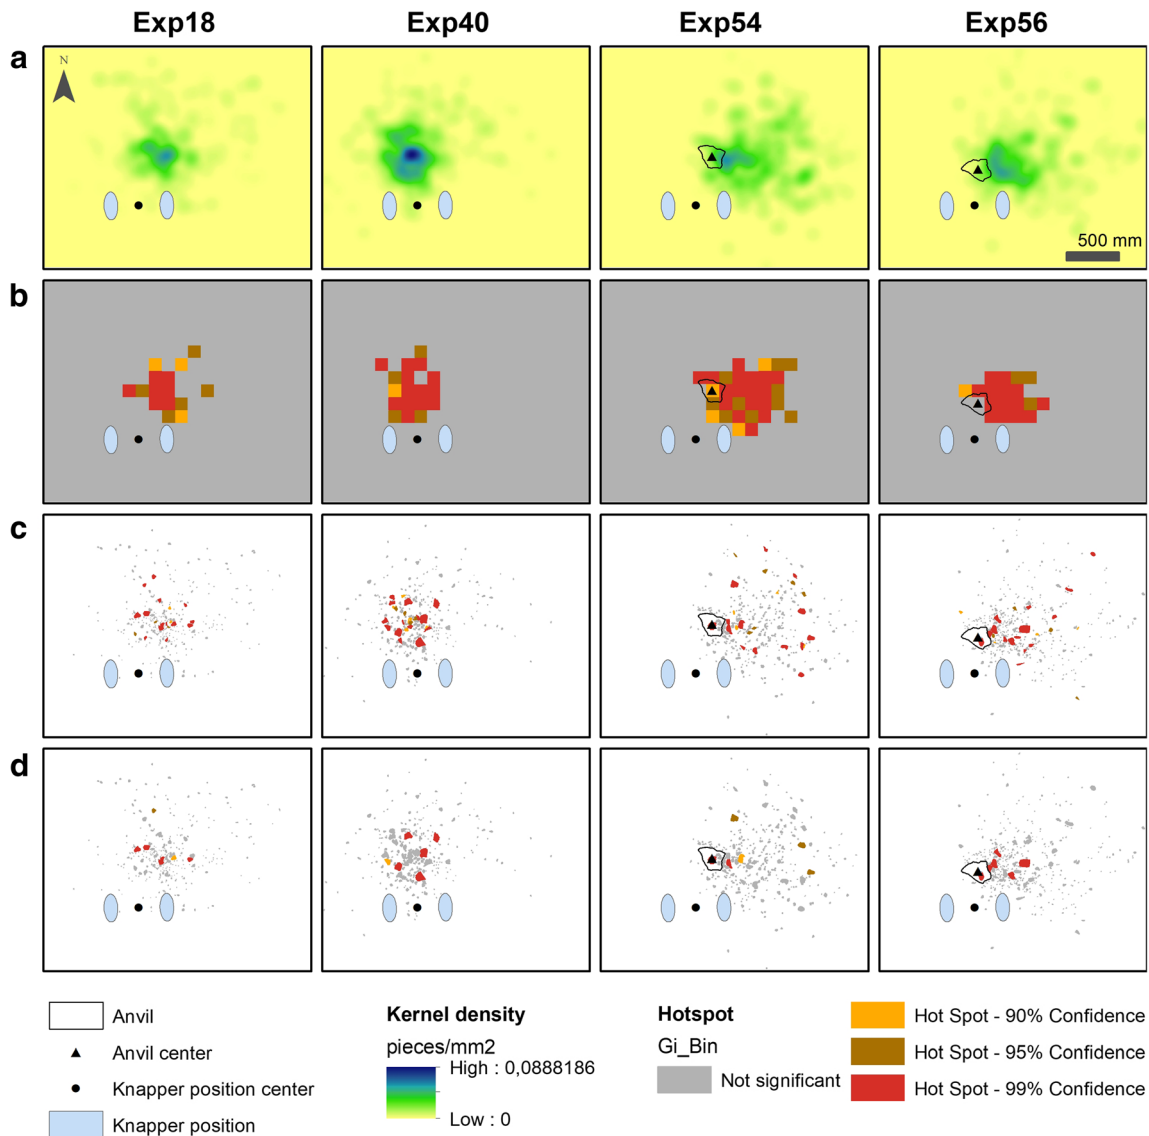 Exp18 Exp40 Exp54 Exp56
a
N
500 mm
b
c
d
Anvil
Anvil center
Knapper position center
Knapper position
Kernel density
pieces/mm2
High : 0,0888186
Low : 0
Hotspot
Gi_Bin
Not significant
Hot Spot - 90% Confidence
Hot Spot - 95% Confidence
Hot Spot - 99% Confidence